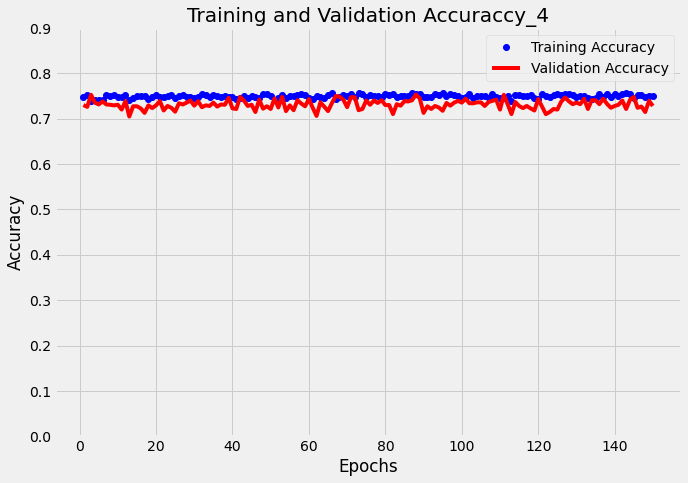 Training and Validation Accuraccy_4
Training Accuracy
Validation Accuracy
0.9
0.8
0.7
0.6
0.5
0.4
0.3
0.2
0.1
0.0
Accuracy
0 20 40 60 80 100 120 140
Epochs